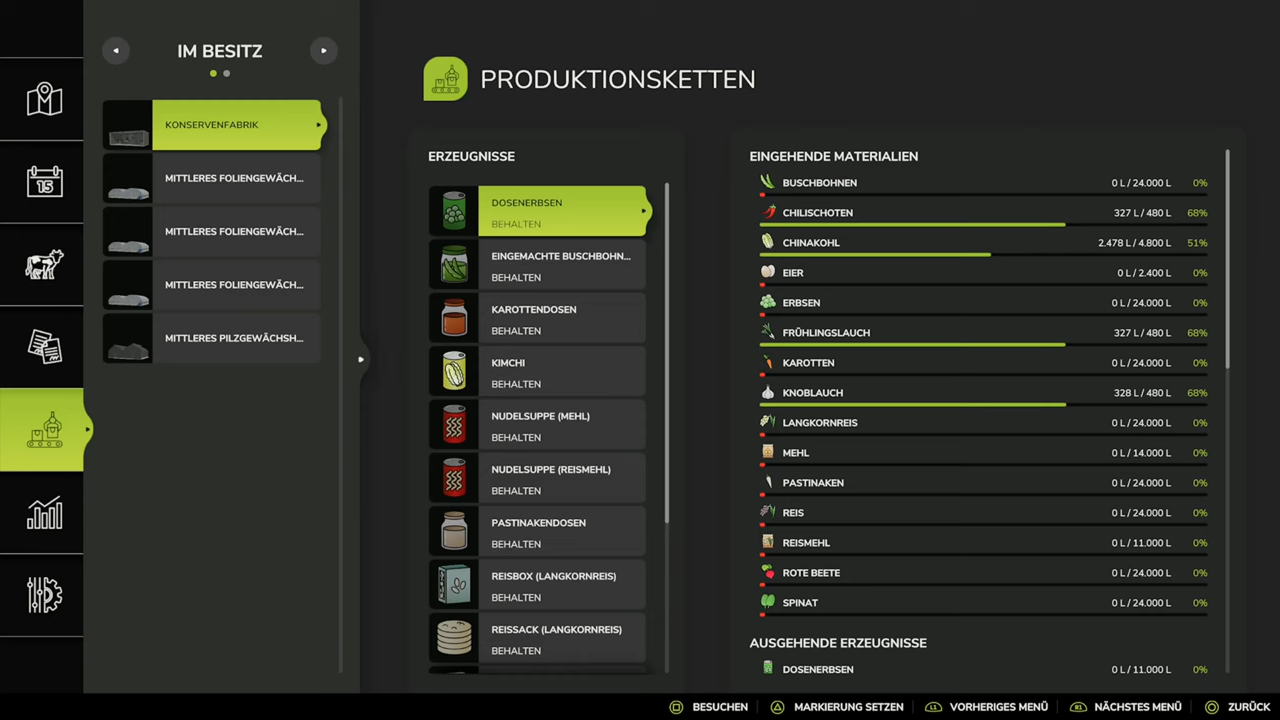 IM BESITZ
KONSERVENFABRIK
MITTLERES FOLIENGEWÄCH...
MITTLERES FOLIENGEWÄCH...
MITTLERES FOLIENGEWÄCH...
MITTLERES PILZGEWÄCHSH...
15
PRODUKTIONSKETTEN
ERZEUGNISSE
DOSENERBSEN
BEHALTEN
EINGEMACHTE BUSCHBOHN...
BEHALTEN
KAROTTENDOSEN
BEHALTEN
KIMCHI
BEHALTEN
NUDELSUPPE (MEHL)
BEHALTEN
NUDELSUPPE (REISMEHL)
BEHALTEN
PASTINAKENDOSEN
BEHALTEN
REISBOX (LANGKORNREIS)
BEHALTEN
REISSACK (LANGKORNREIS)
BEHALTEN
EINGEHENDE MATERIALIEN
BUSCHBOHNEN 0 L / 24.000 L 0%
CHILISCHOTEN 327 L / 480 L 68%
CHINAKOHL 2.478 L / 4.800 L 51%
EIER 0 L / 2.400 L 0%
ERBSEN 0 L / 24.000 L 0%
FRÜHLINGSLAUCH 327 L / 480 L 68%
KAROTTEN 0 L / 24.000 L 0%
KNOBLAUCH 328 L / 480 L 68%
LANGKORNREIS 0 L / 24.000 L 0%
MEHL 0 L / 14.000 L 0%
PASTINAKEN 0 L / 24.000 L 0%
REIS 0 L / 24.000 L 0%
REISMEHL 0 L / 11.000 L 0%
ROTE BEETE 0 L / 24.000 L 0%
SPINAT 0 L / 24.000 L 0%
AUSGEHENDE ERZEUGNISSE
DOSENERBSEN 0 L / 11.000 L 0%
BESUCHEN MARKIERUNG SETZEN L1 VORHERIGES MENÜ R1 NÄCHSTES MENÜ ZURÜCK